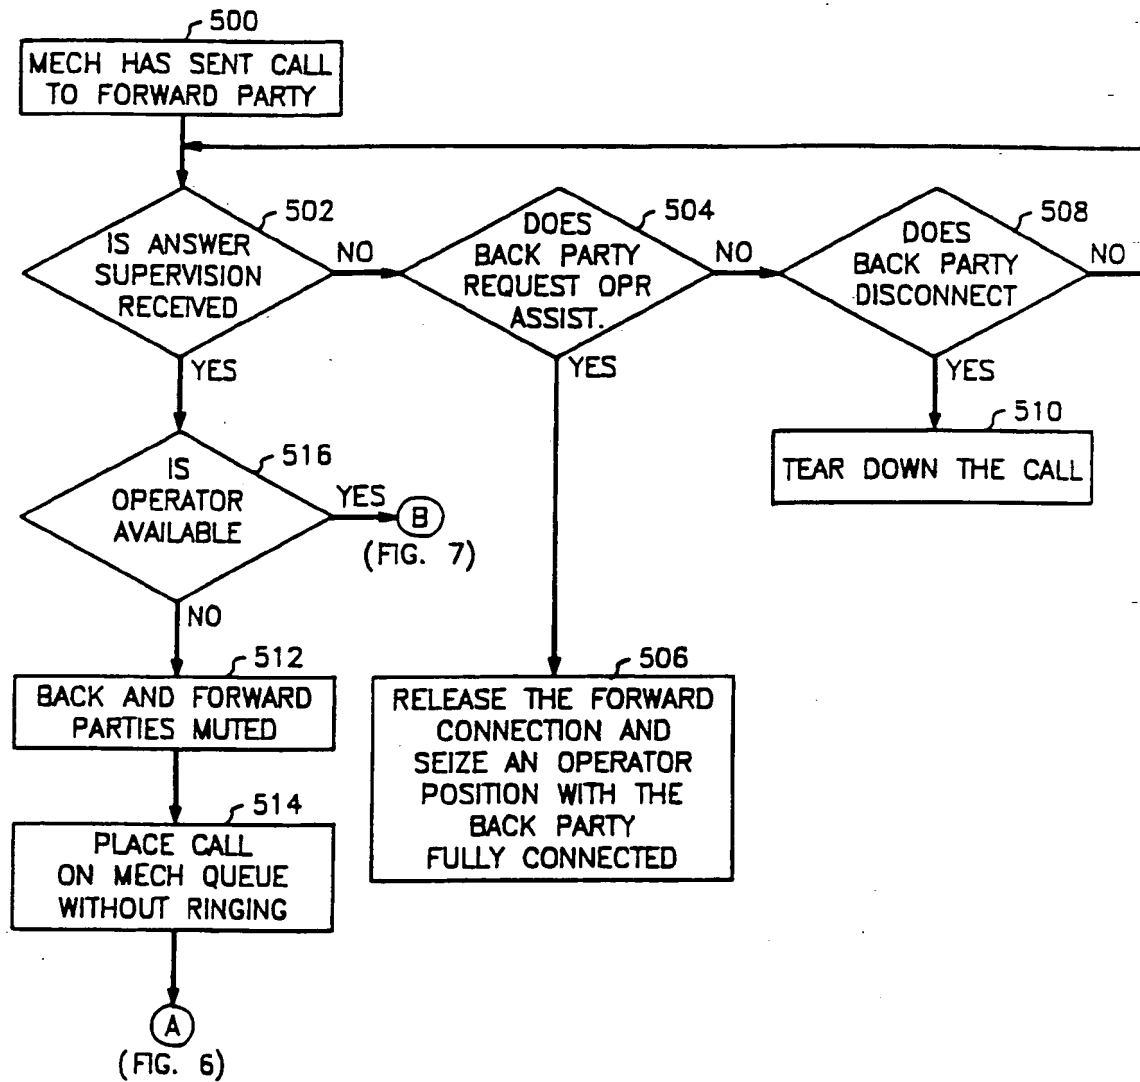 500
MECH HAS SENT CALL
TO FORWARD PARTY
502
IS ANSWER
SUPERVISION
RECEIVED
NO
YES
504
DOES
BACK PARTY
REQUEST OPR
ASSIST.
NO
YES
508
DOES
BACK PARTY
DISCONNECT
NO
YES
510
TEAR DOWN THE CALL
516
IS
OPERATOR
AVAILABLE
YES
B
(FIG. 7)
NO
512
BACK AND FORWARD
PARTIES MUTED
506
RELEASE THE FORWARD
CONNECTION AND
SEIZE AN OPERATOR
POSITION WITH THE
BACK PARTY
FULLY CONNECTED
514
PLACE CALL
ON MECH QUEUE
WITHOUT RINGING
A
(FIG. 6)